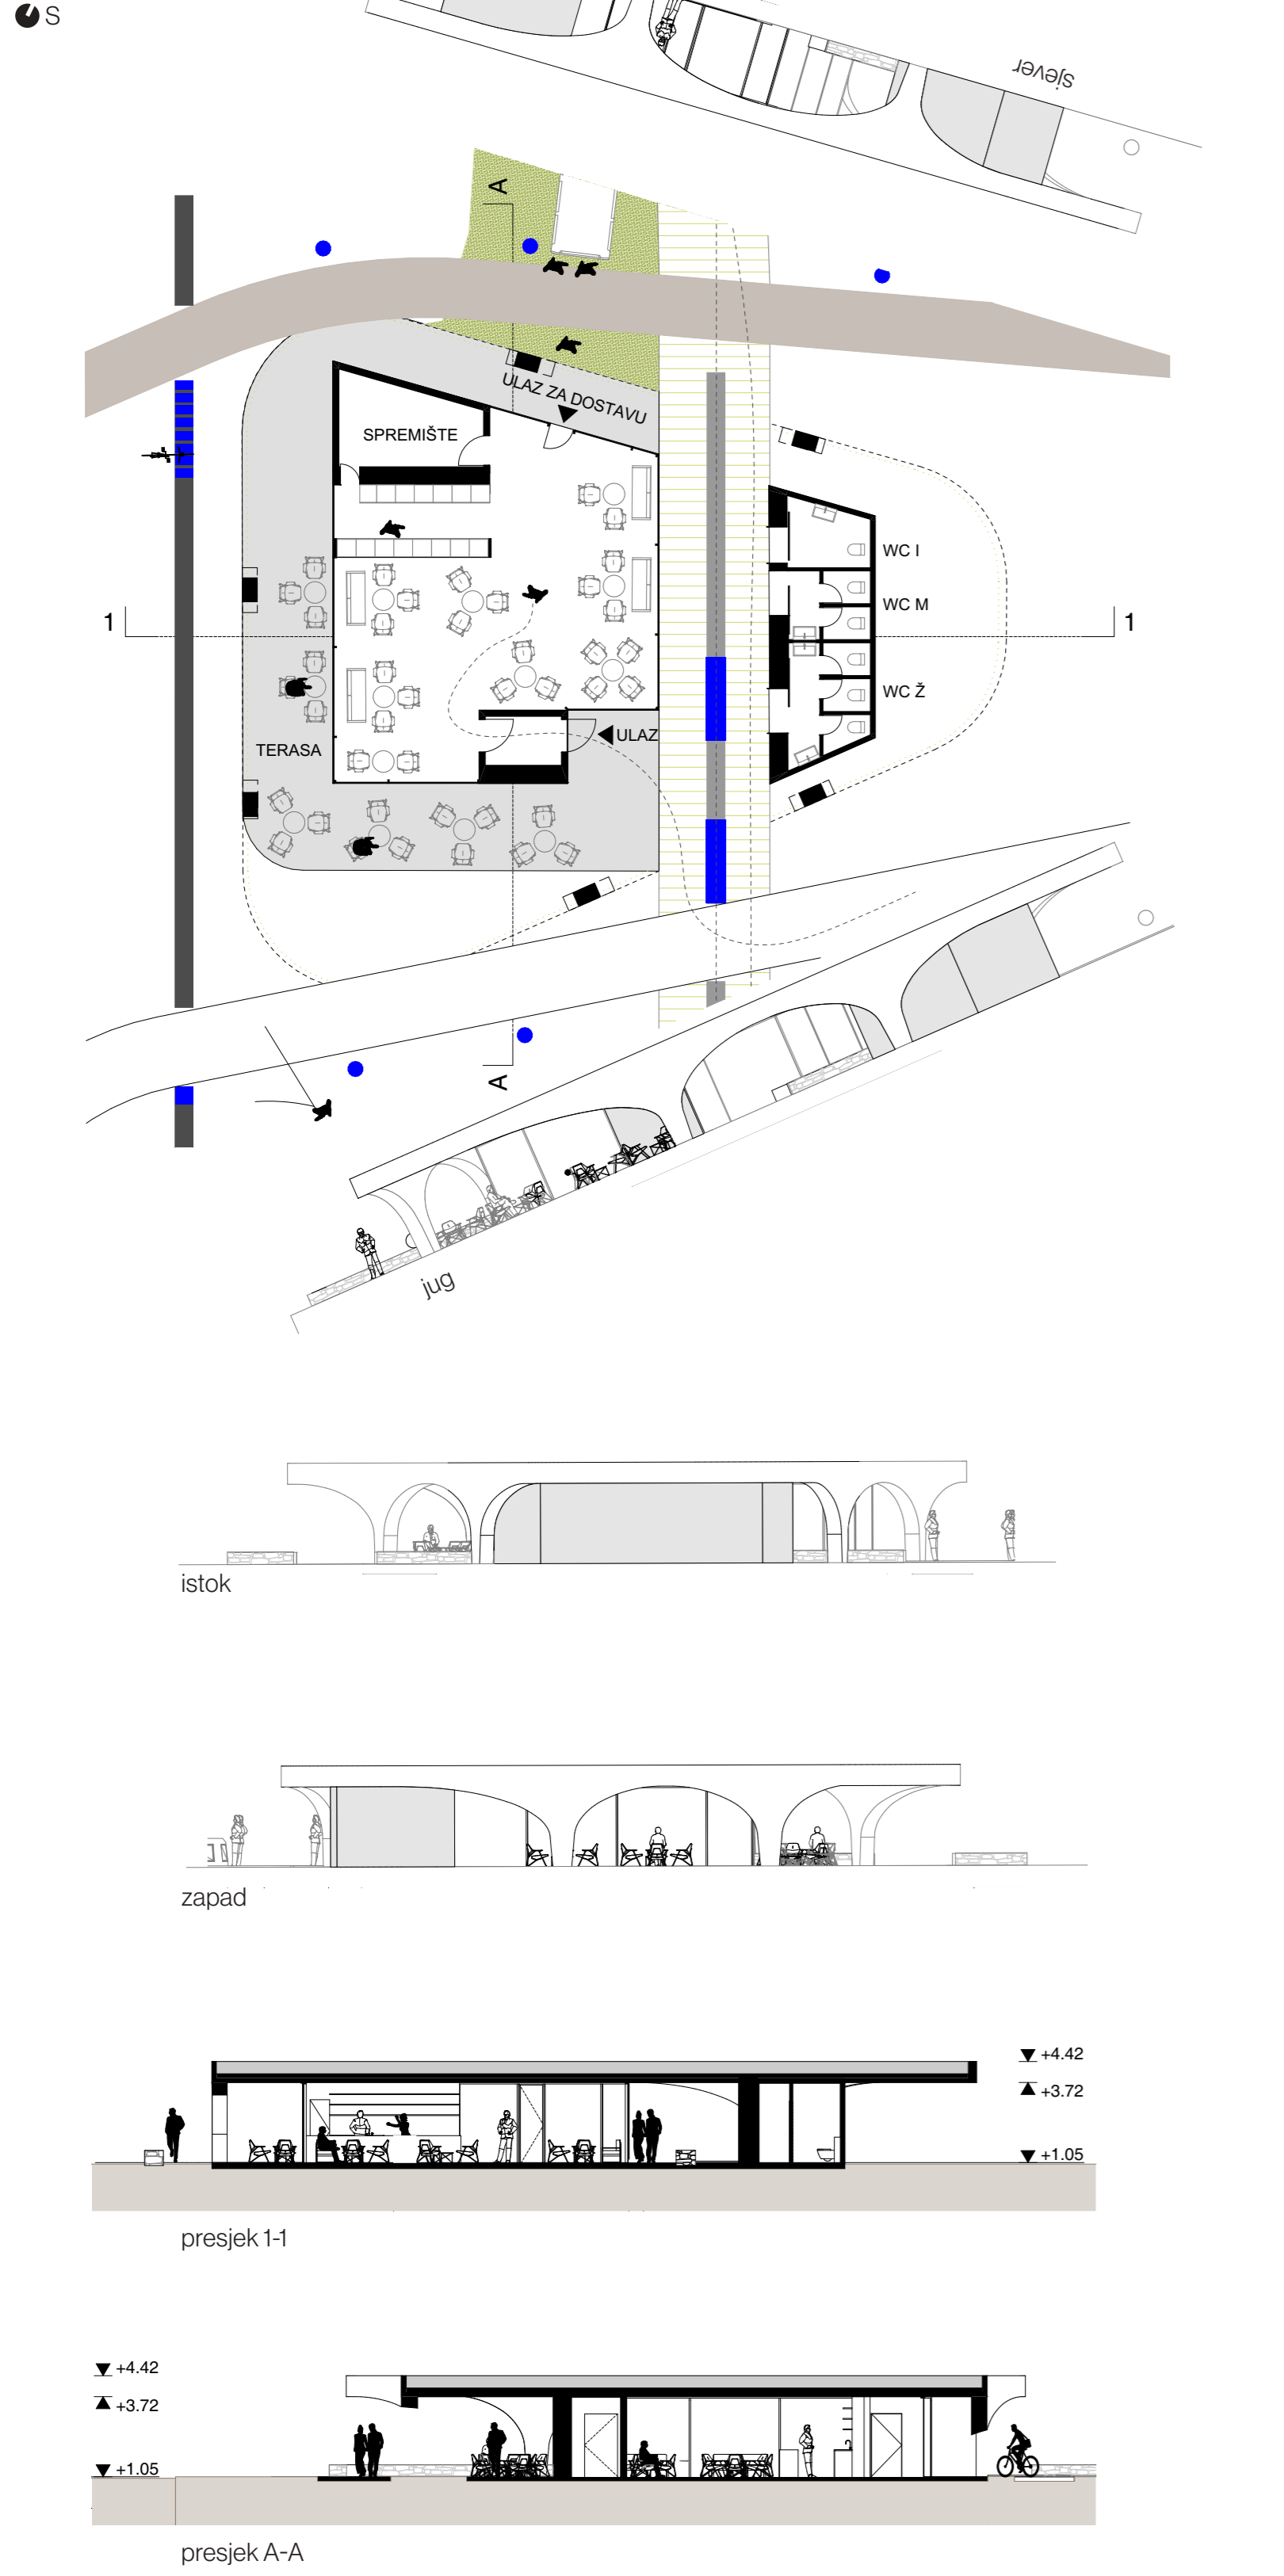 S
sjever
A
ULAZ ZA DOSTAVU
SPREMIŠTE
WC I
1
WC M
1
WC Ž
ULAZ
TERASA
A
jug
istok
zapad
+4.42
+3.72
+1.05
presjek 1-1
+4.42
+3.72
+1.05
presjek A-A